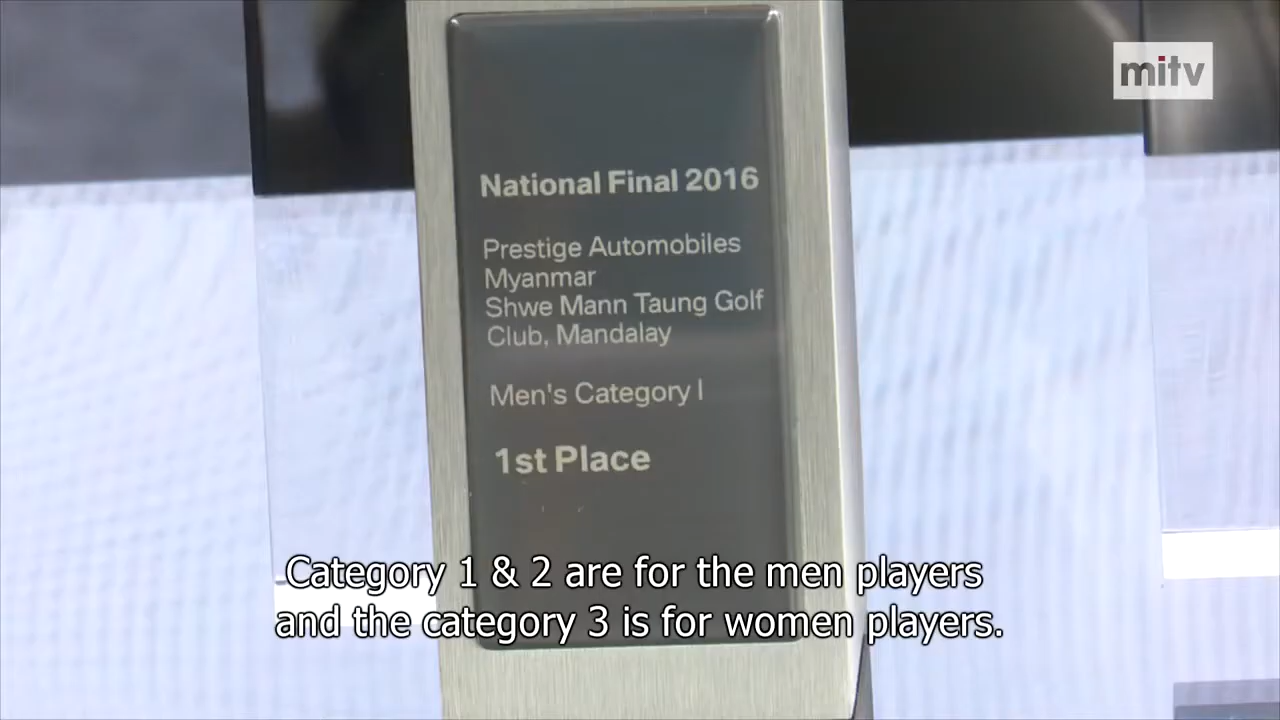 mitv
National Final 2016
Prestige Automobiles
Myanmar
Shwe Mann Taung Golf
Club, Mandalay
Men's Category I
1st Place
Category 1 & 2 are for the men players
and the category 3 is for women players.